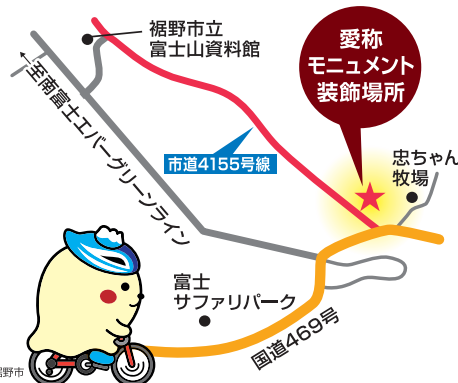 裾野市立
富士山資料館
愛称
モニュメント
装飾場所
←至南富士エバーグリーンライン
市道4155号線
忠ちゃん
牧場
富士
サファリパーク
国道469号
裾野市